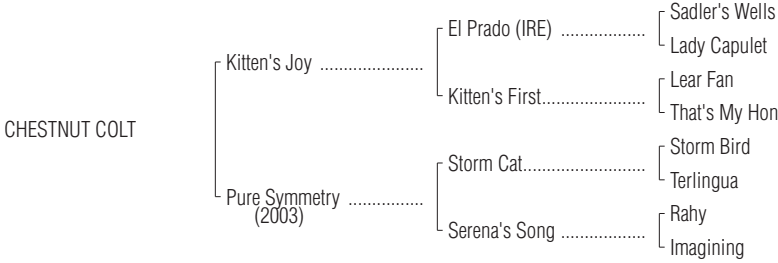 Sadler's Wells
El Prado (IRE) ..................
Lady Capulet
Kitten's Joy ......................
Lear Fan
Kitten's First......................
That's My Hon
CHESTNUT COLT
Storm Bird
Storm Cat..........................
Terlingua
Pure Symmetry ................
(2003)
Rahy
Serena's Song ..................
Imagining